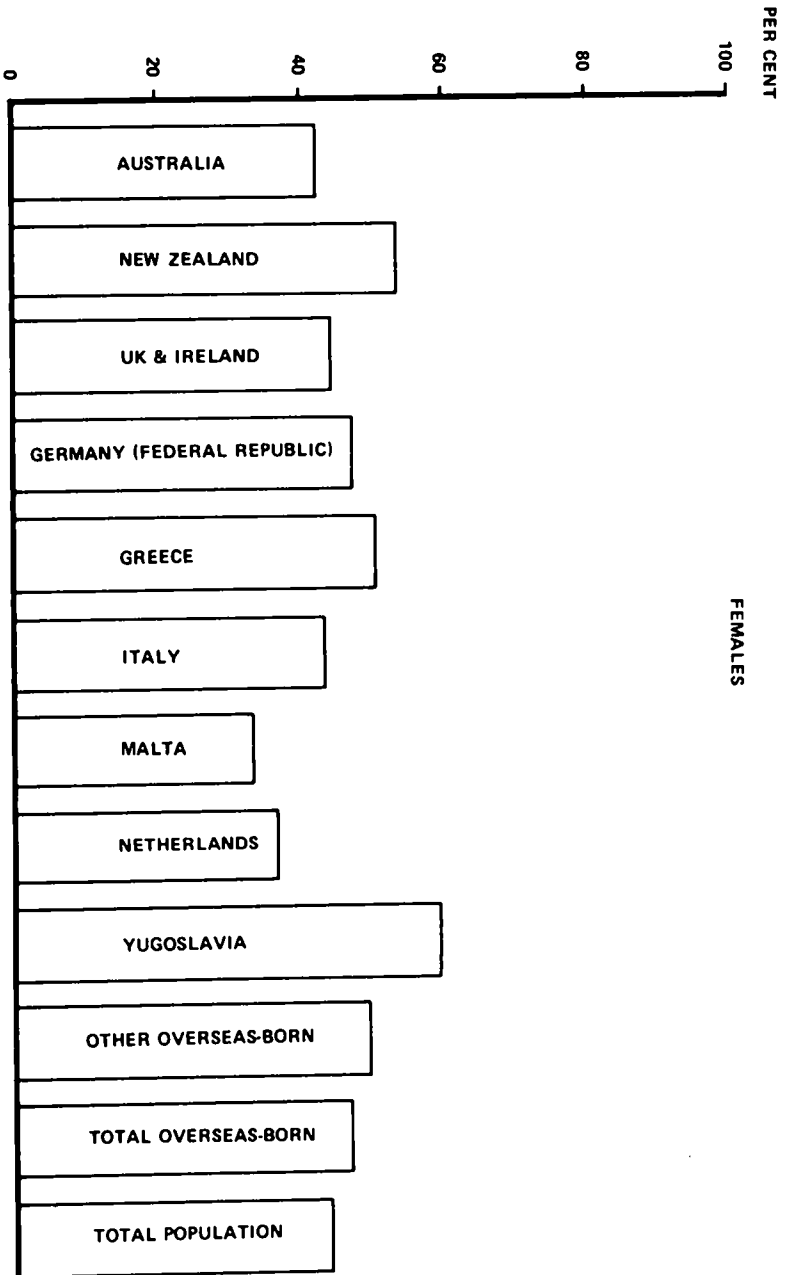 PER CENT
100
80
60
40
20
0
FEMALES
AUSTRALIA
NEW ZEALAND
UK & IRELAND
GERMANY (FEDERAL REPUBLIC)
GREECE
ITALY
MALTA
NETHERLANDS
YUGOSLAVIA
OTHER OVERSEAS-BORN
TOTAL OVERSEAS-BORN
TOTAL POPULATION